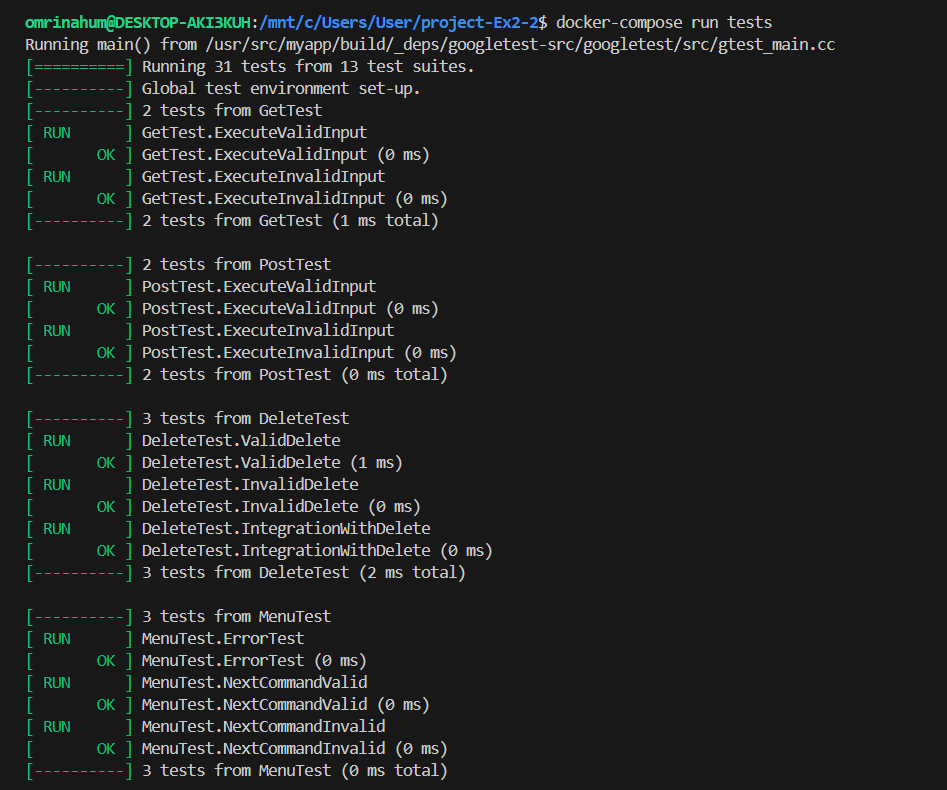 omrinahum@DESKTOP-AKI3KUH:/mnt/c/Users/User/project-Ex2-2$ docker-compose run tests
Running main() from /usr/src/myapp/build/_deps/googletest-src/googletest/src/gtest_main.cc
[==========] Running 31 tests from 13 test suites.
[----------] Global test environment set-up.
[----------] 2 tests from GetTest
[ RUN      ] GetTest.ExecuteValidInput
[       OK ] GetTest.ExecuteValidInput (0 ms)
[ RUN      ] GetTest.ExecuteInvalidInput
[       OK ] GetTest.ExecuteInvalidInput (0 ms)
[----------] 2 tests from GetTest (1 ms total)

[----------] 2 tests from PostTest
[ RUN      ] PostTest.ExecuteValidInput
[       OK ] PostTest.ExecuteValidInput (0 ms)
[ RUN      ] PostTest.ExecuteInvalidInput
[       OK ] PostTest.ExecuteInvalidInput (0 ms)
[----------] 2 tests from PostTest (0 ms total)

[----------] 3 tests from DeleteTest
[ RUN      ] DeleteTest.ValidDelete
[       OK ] DeleteTest.ValidDelete (1 ms)
[ RUN      ] DeleteTest.InvalidDelete
[       OK ] DeleteTest.InvalidDelete (0 ms)
[ RUN      ] DeleteTest.IntegrationWithDelete
[       OK ] DeleteTest.IntegrationWithDelete (0 ms)
[----------] 3 tests from DeleteTest (2 ms total)

[----------] 3 tests from MenuTest
[ RUN      ] MenuTest.ErrorTest
[       OK ] MenuTest.ErrorTest (0 ms)
[ RUN      ] MenuTest.NextCommandValid
[       OK ] MenuTest.NextCommandValid (0 ms)
[ RUN      ] MenuTest.NextCommandInvalid
[       OK ] MenuTest.NextCommandInvalid (0 ms)
[----------] 3 tests from MenuTest (0 ms total)